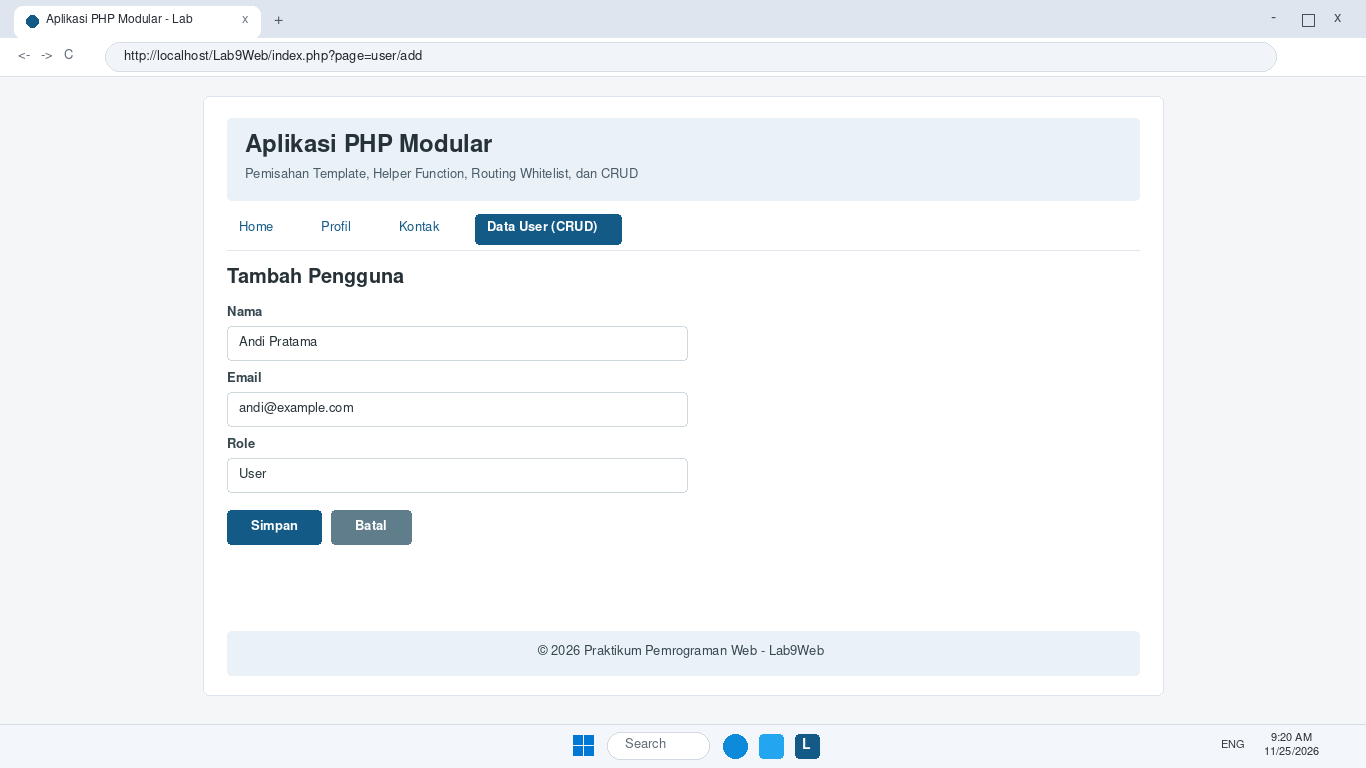 Aplikasi PHP Modular - Lab x +
- x
<- -> C http://localhost/Lab9Web/index.php?page=user/add
Aplikasi PHP Modular
Pemisahan Template, Helper Function, Routing Whitelist, dan CRUD
Home Profil Kontak Data User (CRUD)
Tambah Pengguna
Nama
Andi Pratama
Email
andi@example.com
Role
User
Simpan Batal
© 2026 Praktikum Pemrograman Web - Lab9Web
Search L ENG 9:20 AM
11/25/2026